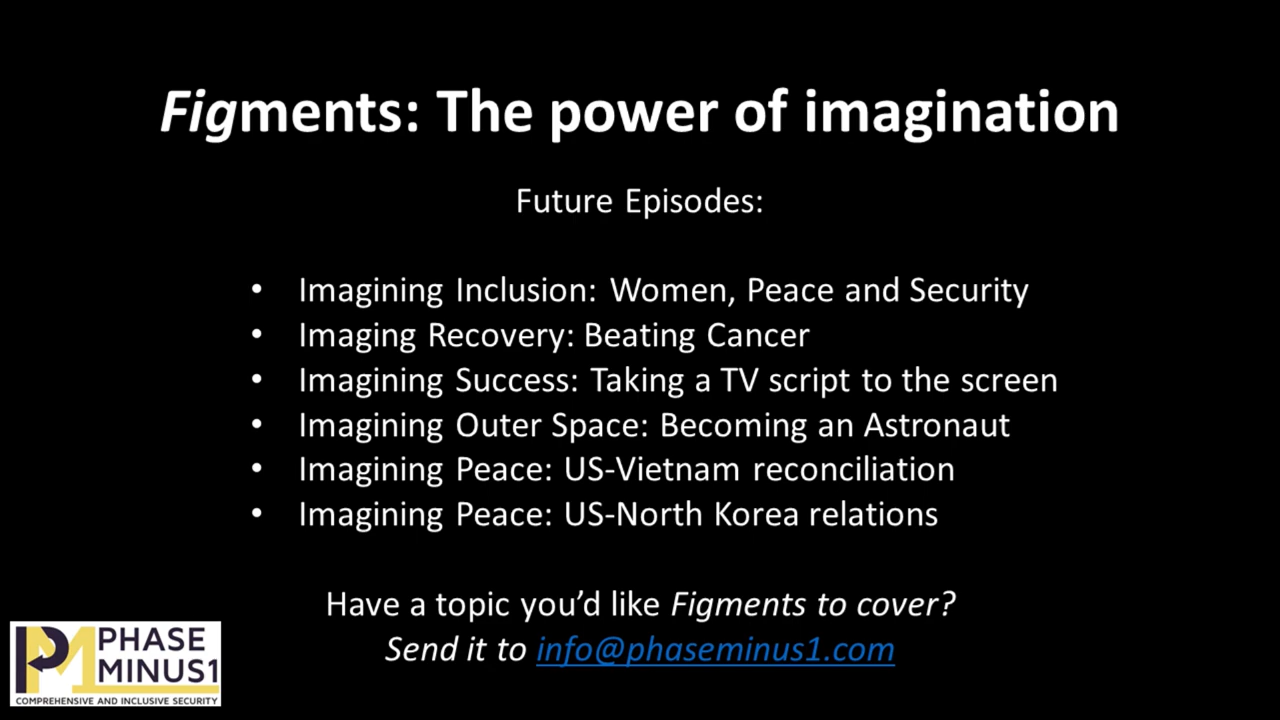 Figments: The power of imagination
Future Episodes:
• Imagining Inclusion: Women, Peace and Security
• Imaging Recovery: Beating Cancer
• Imagining Success: Taking a TV script to the screen
• Imagining Outer Space: Becoming an Astronaut
• Imagining Peace: US-Vietnam reconciliation
• Imagining Peace: US-North Korea relations
Have a topic you’d like Figments to cover?
Send it to info@phaseminus1.com
PM1 PHASE
MINUS1
COMPREHENSIVE AND INCLUSIVE SECURITY